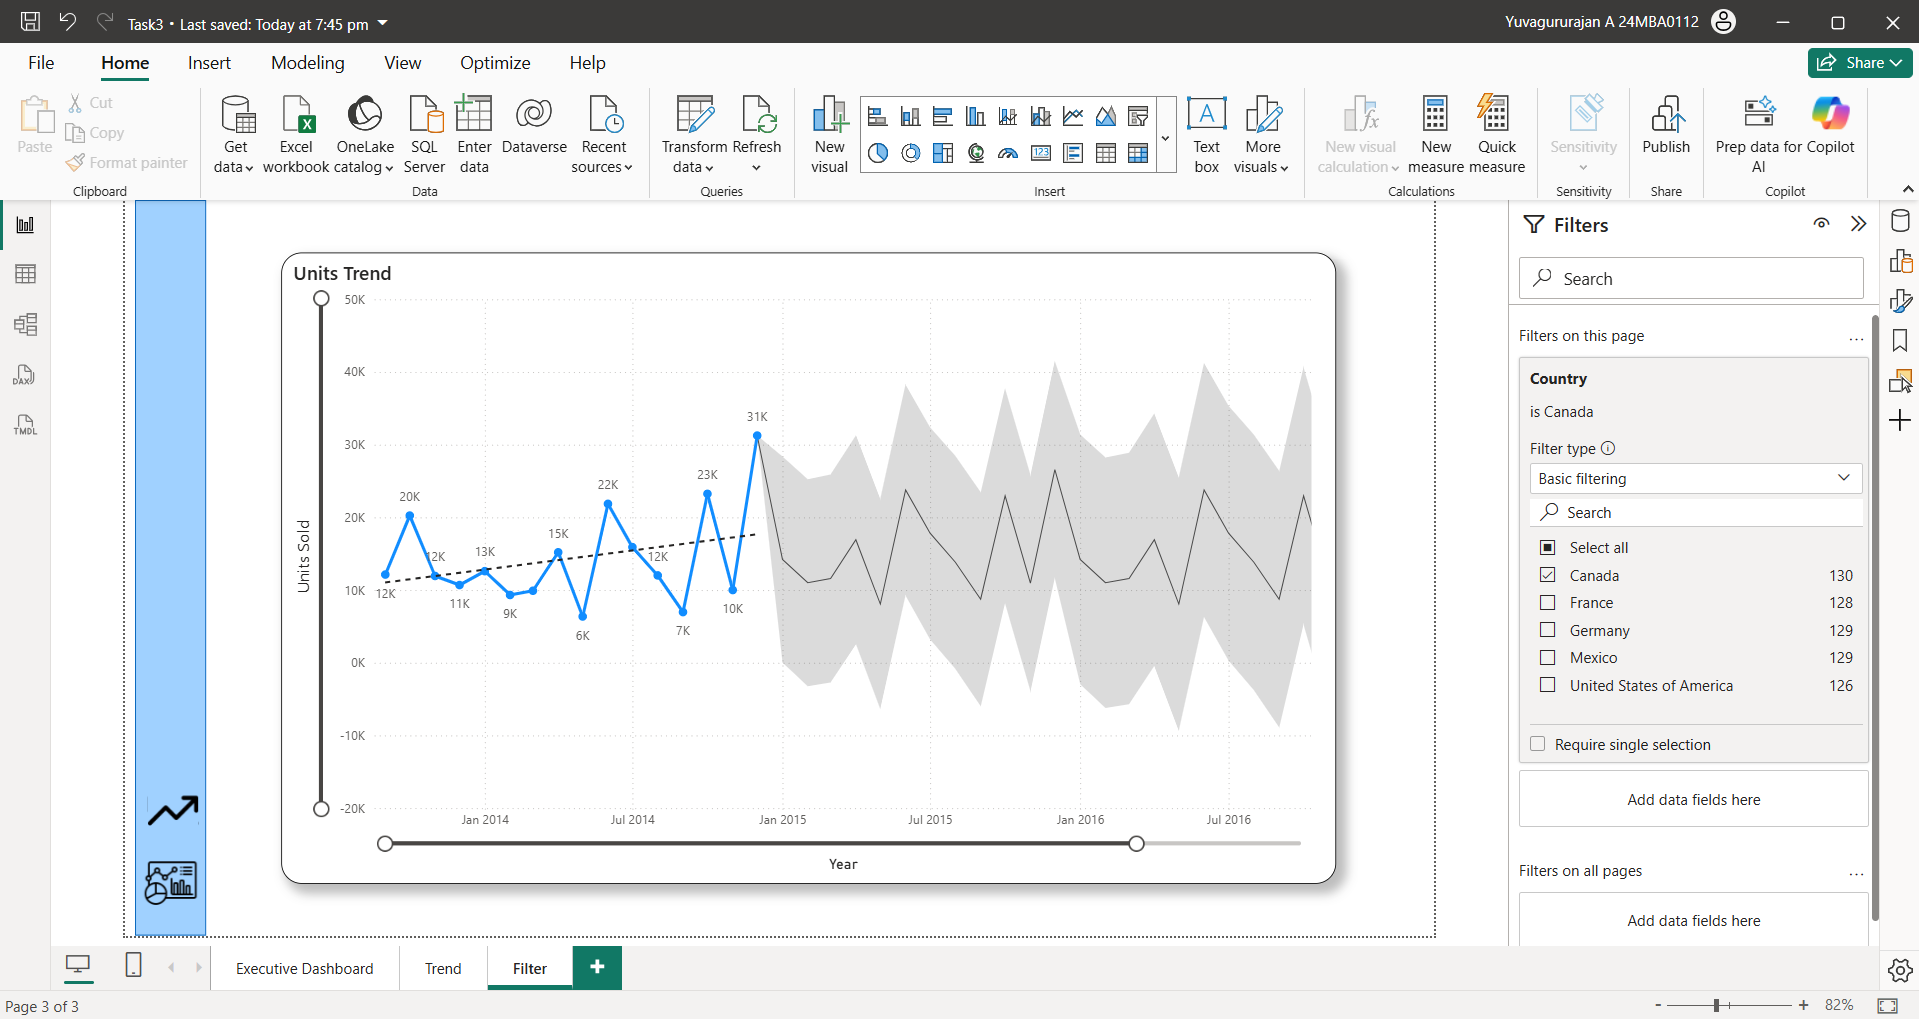 Task3 • Last saved: Today at 7:45 pm
Yuvagururajan A 24MBA0112
File
Home
Insert
Modeling
View
Optimize
Help
Share
Paste
Cut
Copy
Format painter
Clipboard
Get data
Excel workbook
OneLake catalog
SQL Server
Enter data
Dataverse
Recent sources
Data
Transform data
Refresh
Queries
New visual
Text box
More visuals
Insert
New visual calculation
New measure
Quick measure
Calculations
Sensitivity
Sensitivity
Publish
Share
Prep data for AI
Copilot
Copilot
DAX
TMDL
123
Units Trend
50K
40K
30K
20K
10K
0K
-10K
-20K
Units Sold
12K
20K
12K
11K
13K
9K
15K
6K
22K
12K
7K
23K
10K
31K
Jan 2014
Jul 2014
Jan 2015
Jul 2015
Jan 2016
Jul 2016
Year
Filters
Search
Filters on this page
...
Country
is Canada
Filter type
Basic filtering
Search
Select all
Canada 130
France 128
Germany 129
Mexico 129
United States of America 126
Require single selection
Add data fields here
Filters on all pages
...
Add data fields here
Executive Dashboard
Trend
Filter
+
Page 3 of 3
- + 82%